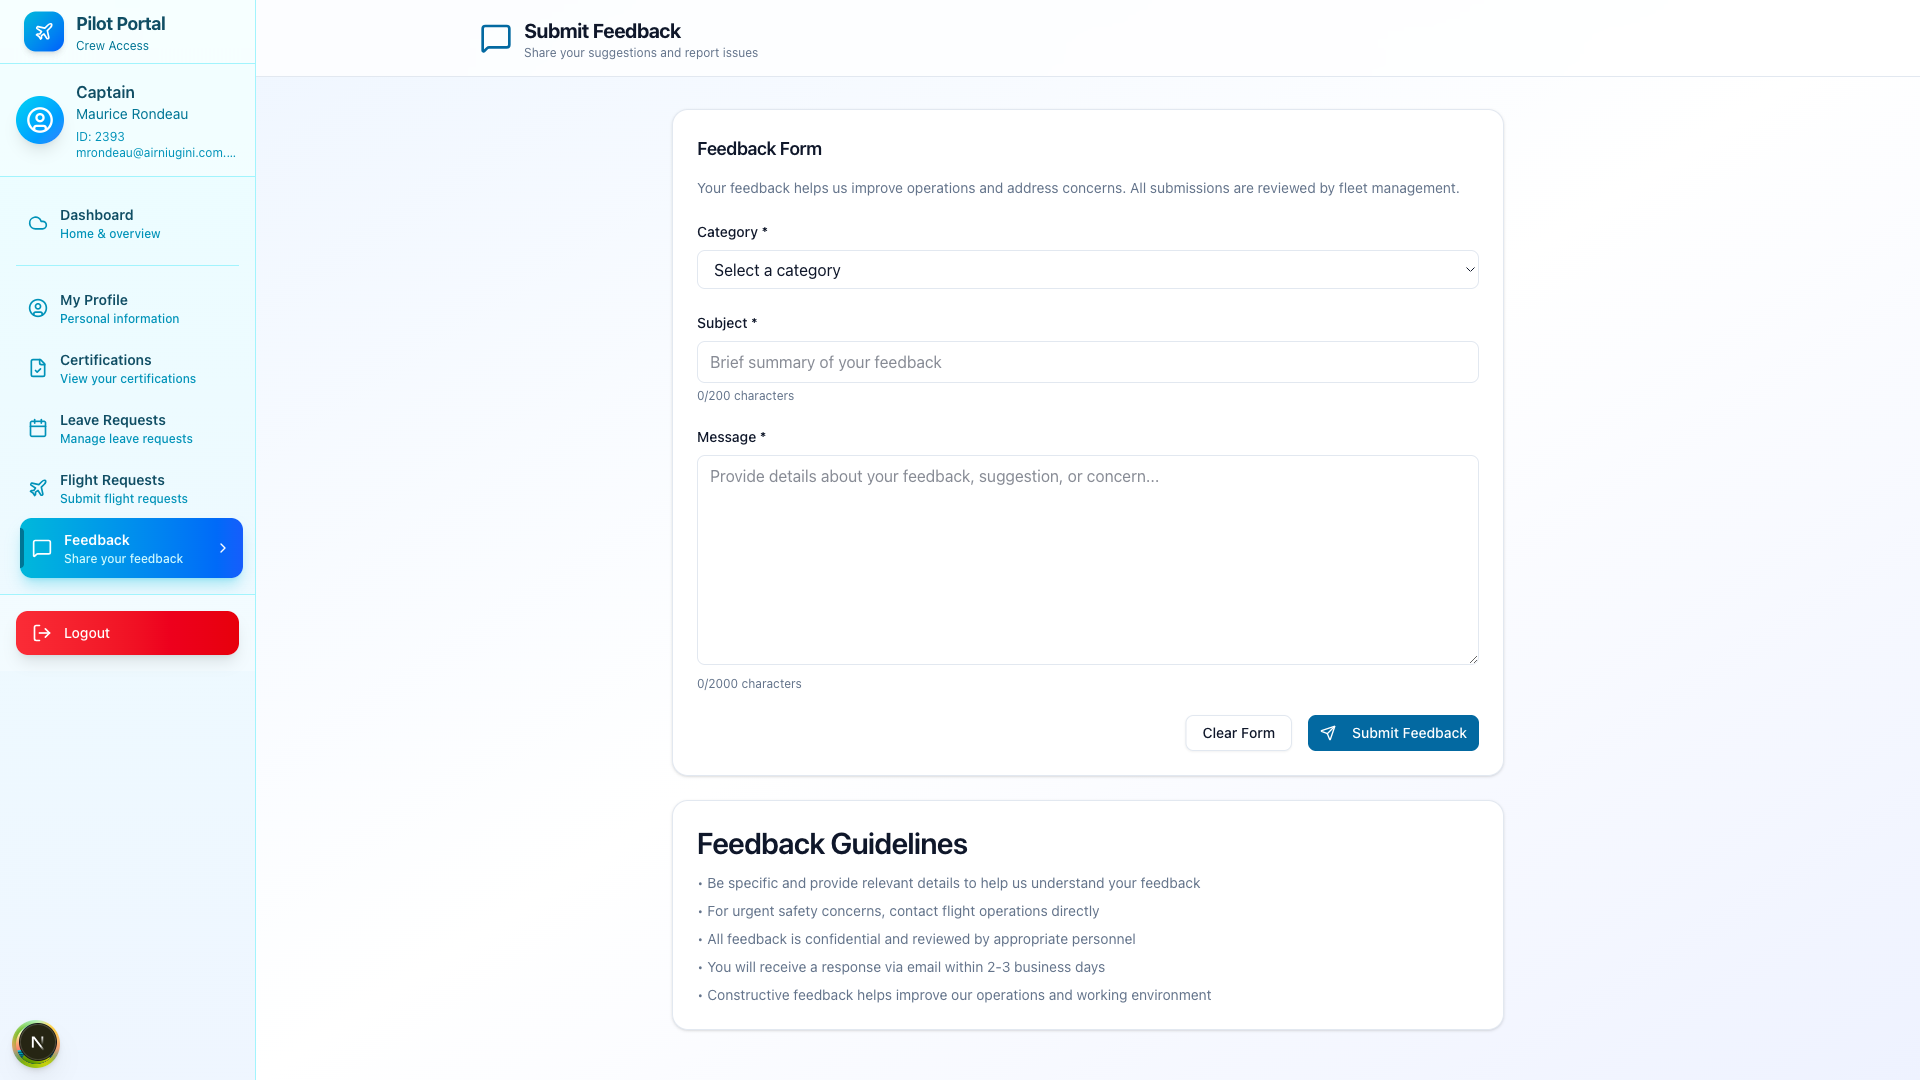 Pilot Portal
Crew Access
Captain
Maurice Rondeau
ID: 2393
mrondeau@airniugini.com....
Dashboard
Home & overview
My Profile
Personal information
Certifications
View your certifications
Leave Requests
Manage leave requests
Flight Requests
Submit flight requests
Feedback
Share your feedback
Logout
N
Submit Feedback
Share your suggestions and report issues
Feedback Form
Your feedback helps us improve operations and address concerns. All submissions are reviewed by fleet management.
Category *
Select a category
Subject *
Brief summary of your feedback
0/200 characters
Message *
Provide details about your feedback, suggestion, or concern...
0/2000 characters
Clear Form
Submit Feedback
Feedback Guidelines
• Be specific and provide relevant details to help us understand your feedback
• For urgent safety concerns, contact flight operations directly
• All feedback is confidential and reviewed by appropriate personnel
• You will receive a response via email within 2-3 business days
• Constructive feedback helps improve our operations and working environment